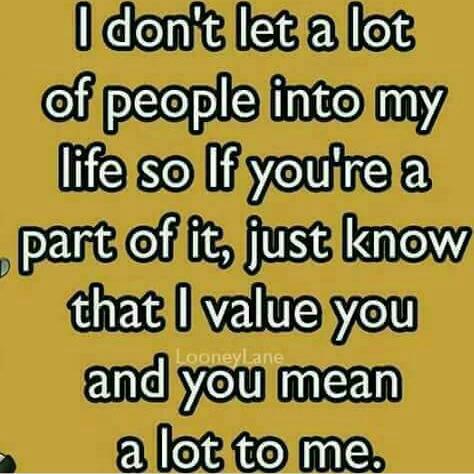 I don't let a lot
of people into my
life so If you're a
part of it, just know
that I value you
LooneyLane
and you mean
a lot to me.